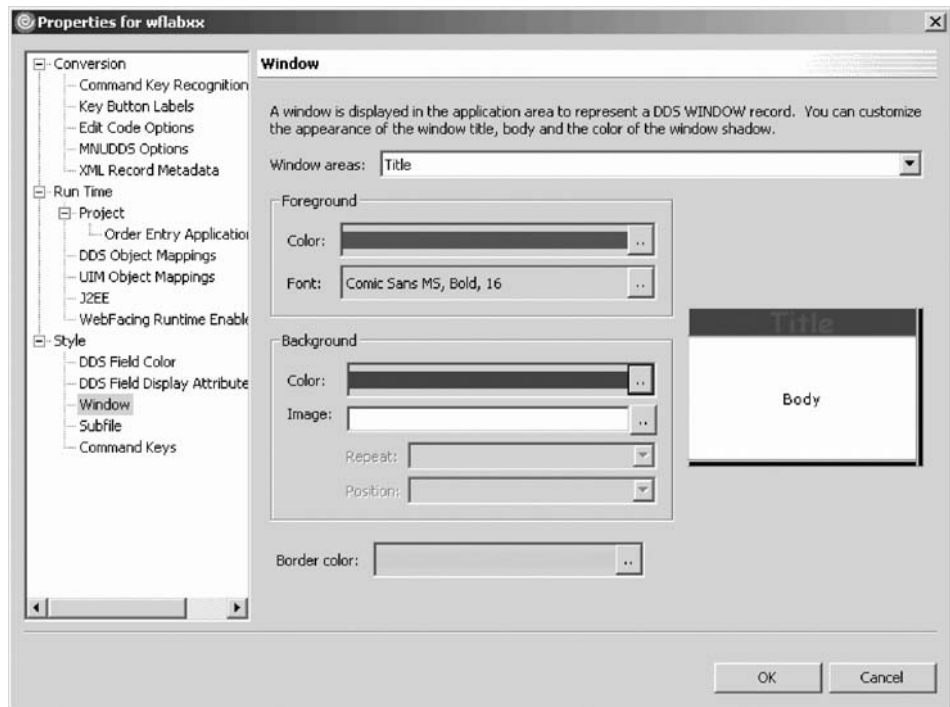 Properties for wflabxx
Conversion
Command Key Recognition
Key Button Labels
Edit Code Options
MNUDDS Options
XML Record Metadata
Run Time
Project
Order Entry Application
DDS Object Mappings
UIM Object Mappings
J2EE
WebFacing Runtime Enable
Style
DDS Field Color
DDS Field Display Attribute
Window
Subfile
Command Keys
Window
A window is displayed in the application area to represent a DDS WINDOW record. You can customize
the appearance of the window title, body and the color of the window shadow.
Window areas: Title
Foreground
Color: ..
Font: Comic Sans MS, Bold, 16 ..
Background
Color: ..
Image: ..
Repeat:
Position:
Border color: ..
Title
Body
OK Cancel